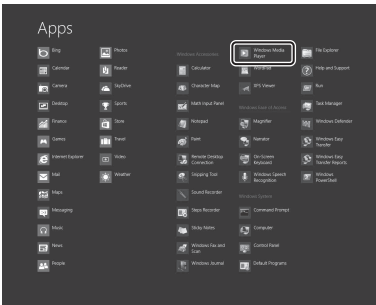 Apps
Bing
Calendar
Camera
Desktop
Finance
Games
Internet Explorer
Mail
Maps
Messaging
Music
News
People
Photos
Reader
SkyDrive
Sports
Store
Travel
Video
Weather
Windows Accessories
Calculator
Character Map
Math Input Panel
Notepad
Paint
Remote Desktop
Connection
Snipping Tool
Sound Recorder
Steps Recorder
Sticky Notes
Windows Fax and
Scan
Windows Journal
Windows Media
Player
WordPad
XPS Viewer
Windows Ease of Access
Magnifier
Narrator
On-Screen
Keyboard
Windows Speech
Recognition
Windows System
Command Prompt
Computer
Control Panel
Default Programs
File Explorer
Help and Support
Run
Task Manager
Windows Defender
Windows Easy
Transfer
Windows Easy
Transfer Reports
Windows
PowerShell